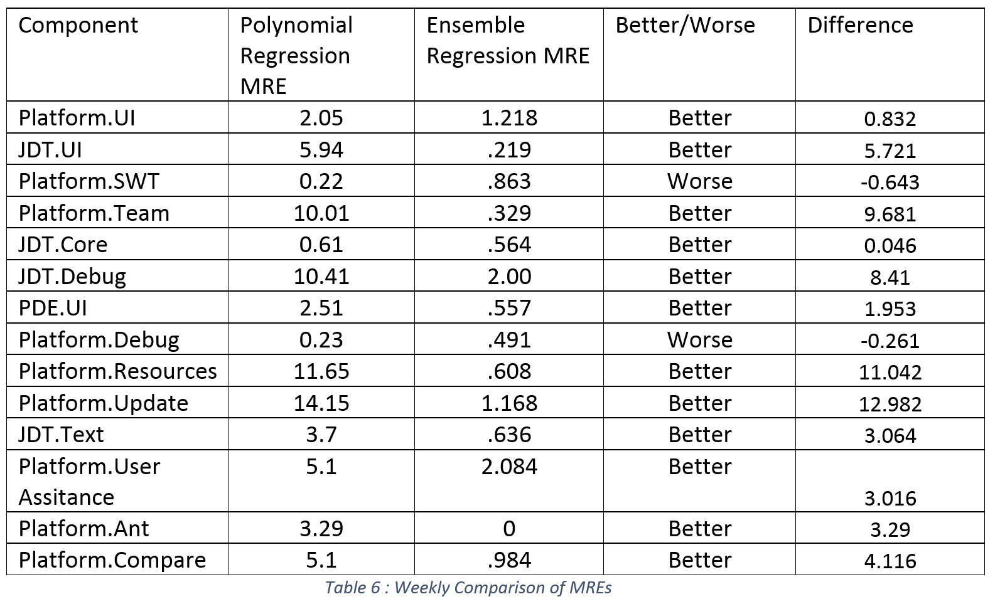 Component Polynomial Regression MRE Ensemble Regression MRE Better/Worse Difference
Platform.UI 2.05 1.218 Better 0.832
JDT.UI 5.94 .219 Better 5.721
Platform.SWT 0.22 .863 Worse -0.643
Platform.Team 10.01 .329 Better 9.681
JDT.Core 0.61 .564 Better 0.046
JDT.Debug 10.41 2.00 Better 8.41
PDE.UI 2.51 .557 Better 1.953
Platform.Debug 0.23 .491 Worse -0.261
Platform.Resources 11.65 .608 Better 11.042
Platform.Update 14.15 1.168 Better 12.982
JDT.Text 3.7 .636 Better 3.064
Platform.User Assitance 5.1 2.084 Better 3.016
Platform.Ant 3.29 0 Better 3.29
Platform.Compare 5.1 .984 Better 4.116
Table 6 : Weekly Comparison of MREs